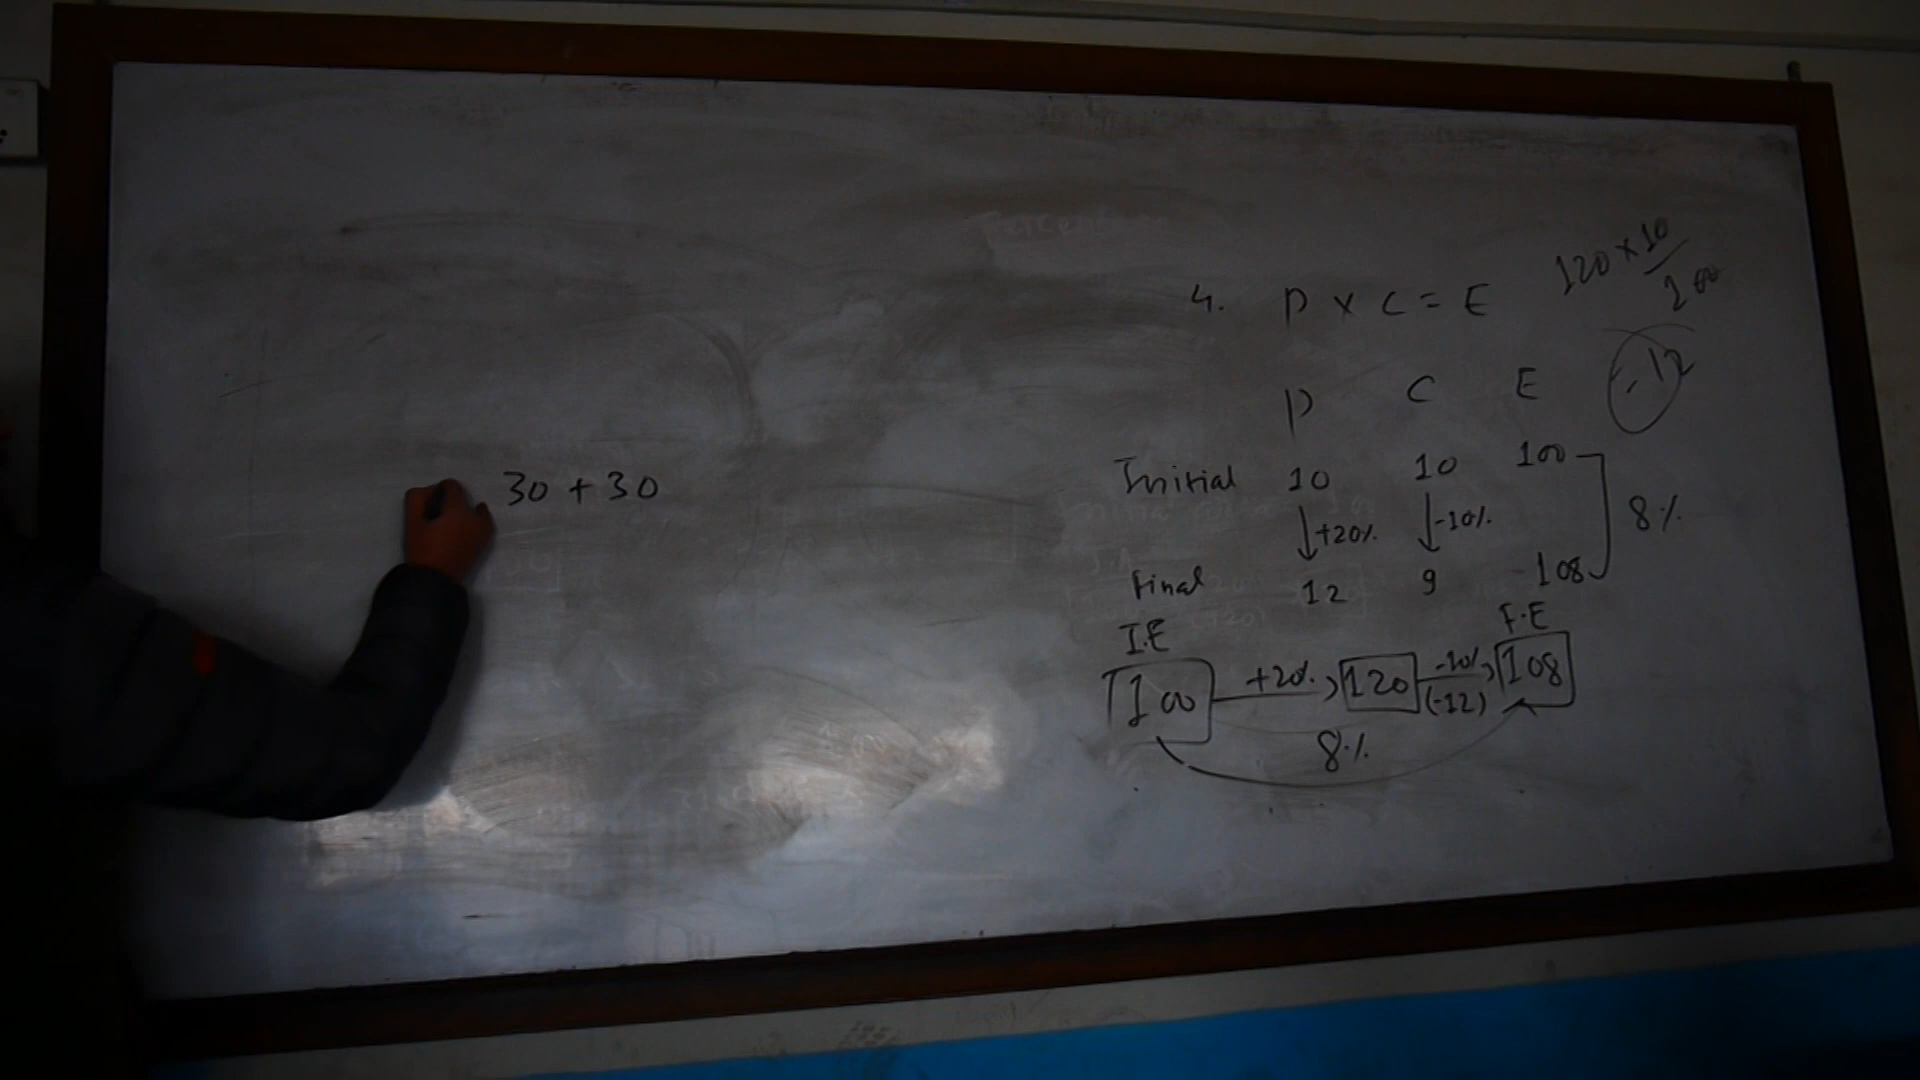 30 + 30
4. P x C = E
120 x 10
100
- 12
P C E
Initial 10 10 100
+20% -10% 8%
Final 12 9 108
I.E F.E
100 +20% 120 -10% 108
(-12)
8%